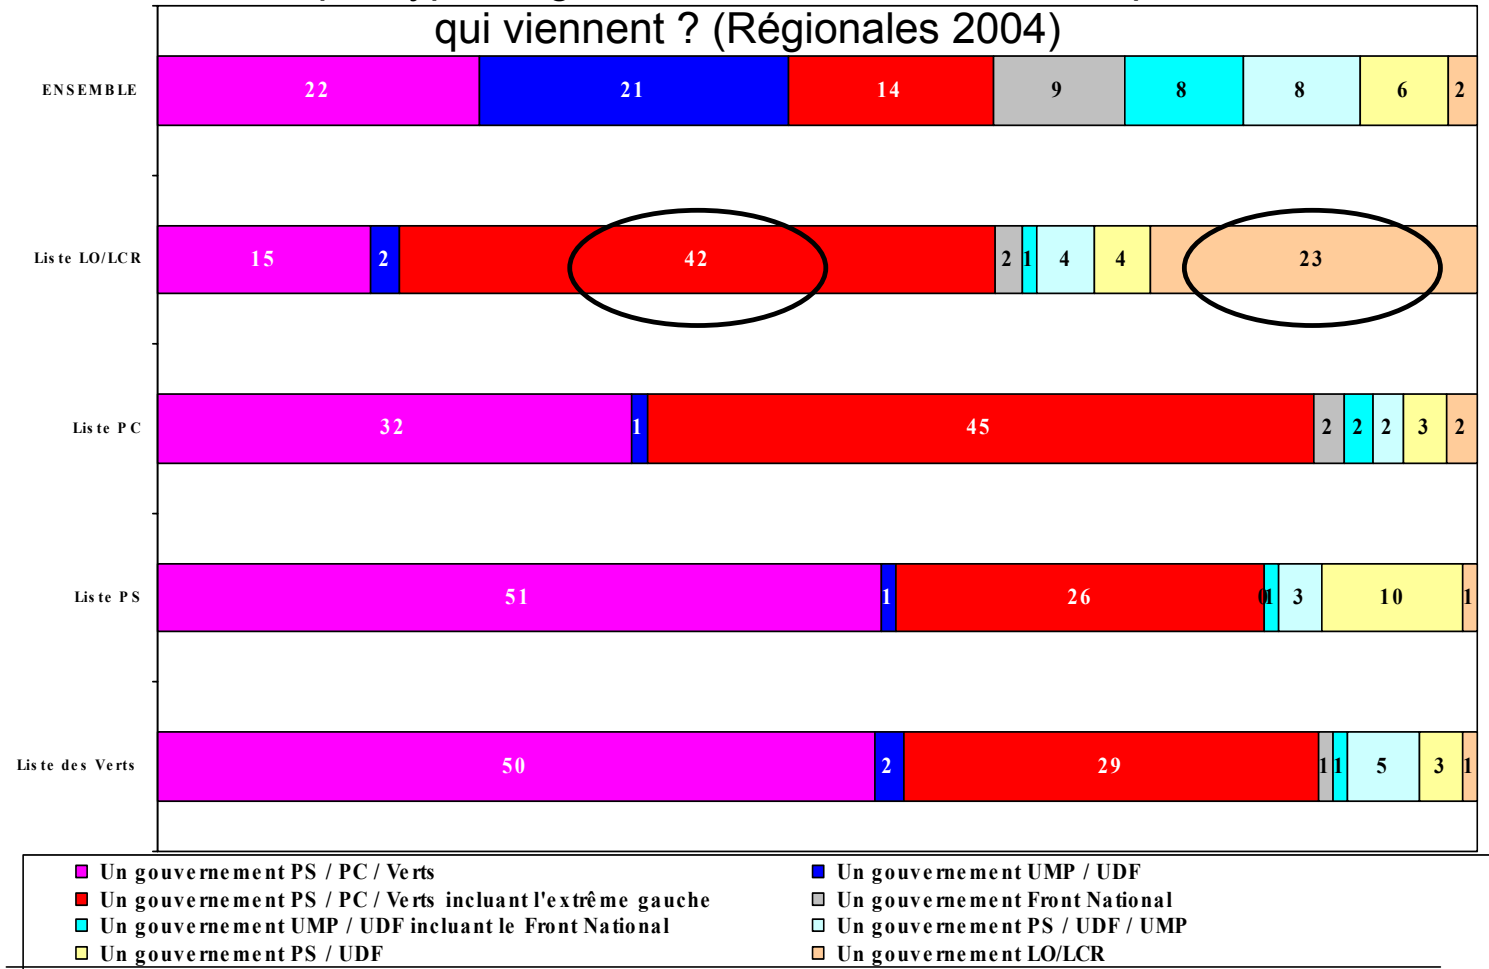 qui viennent ? (Régionales 2004)
ENSEMBLE 22 21 14 9 8 8 6 2
Liste LO/LCR 15 2 42 2 1 4 4 23
Liste PC 32 1 45 2 2 2 3 2
Liste PS 51 1 26 0 1 3 10 1
Liste des Verts 50 2 29 1 1 5 3 1
Un gouvernement PS / PC / Verts Un gouvernement UMP / UDF
Un gouvernement PS / PC / Verts incluant l'extrême gauche Un gouvernement Front National
Un gouvernement UMP / UDF incluant le Front National Un gouvernement PS / UDF / UMP
Un gouvernement PS / UDF Un gouvernement LO/LCR